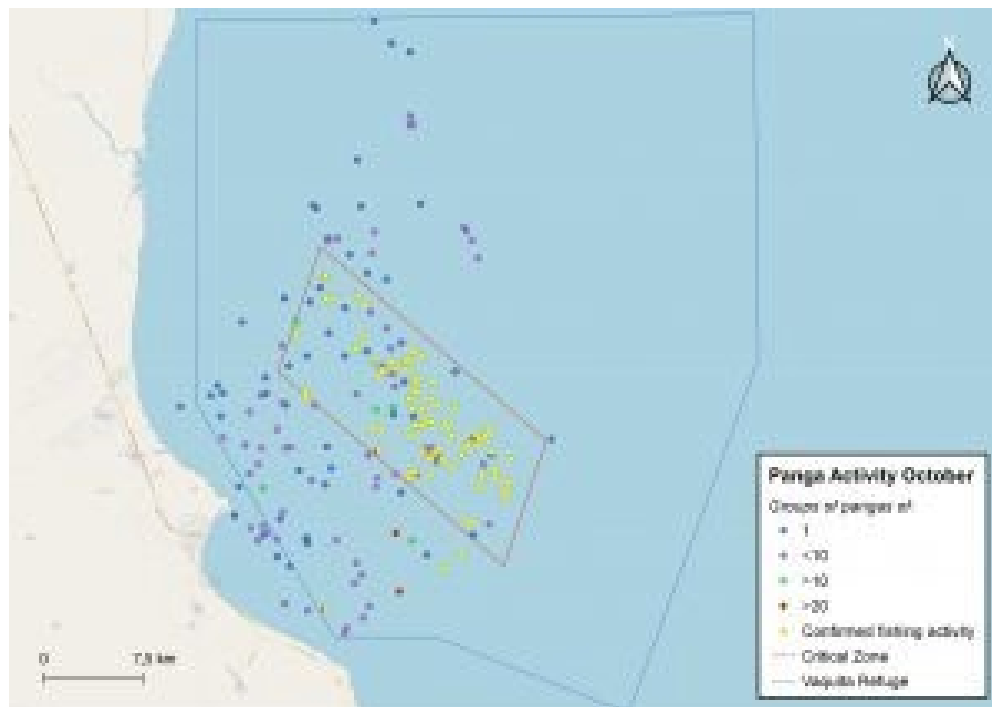 N
Panga Activity October
Groups of pangas of:
1
<10
>10
>20
Confirmed fishing activity
Critical Zone
Vaquita Refuge
0 7,5 km